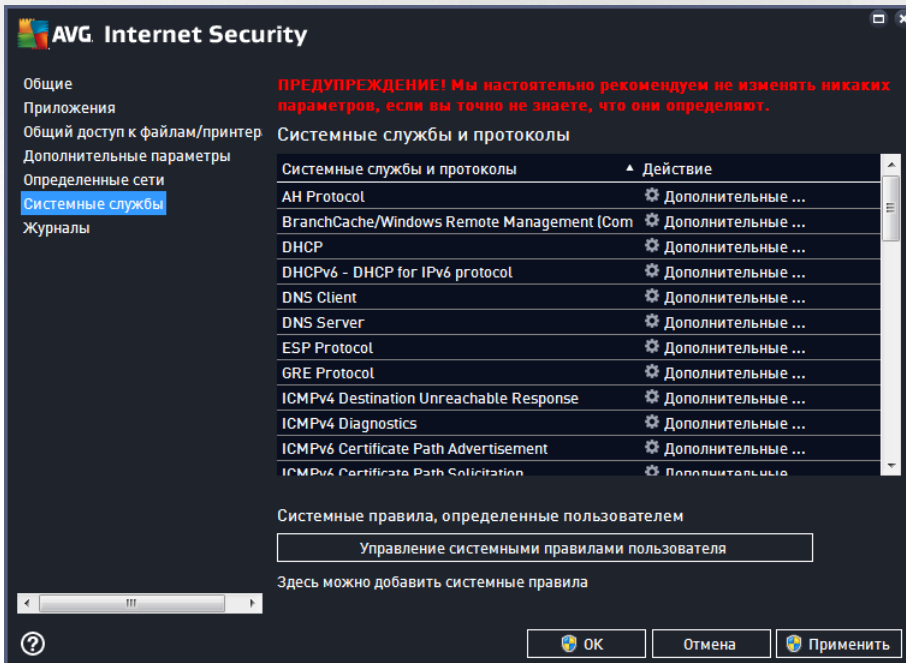 AVG Internet Security
Общие
Приложения
Общий доступ к файлам/принтер
Дополнительные параметры
Определенные сети
Системные службы
Журналы
ПРЕДУПРЕЖДЕНИЕ! Мы настоятельно рекомендуем не изменять никаких
параметров, если вы точно не знаете, что они определяют.
Системные службы и протоколы
Системные службы и протоколы Действие
AH Protocol Дополнительные ...
BranchCache/Windows Remote Management (Com Дополнительные ...
DHCP Дополнительные ...
DHCPv6 - DHCP for IPv6 protocol Дополнительные ...
DNS Client Дополнительные ...
DNS Server Дополнительные ...
ESP Protocol Дополнительные ...
GRE Protocol Дополнительные ...
ICMPv4 Destination Unreachable Response Дополнительные ...
ICMPv4 Diagnostics Дополнительные ...
ICMPv6 Certificate Path Advertisement Дополнительные ...
ICMPv6 Certificate Path Solicitation Дополнительные
Системные правила, определенные пользователем
Управление системными правилами пользователя
Здесь можно добавить системные правила
? OK Отмена Применить